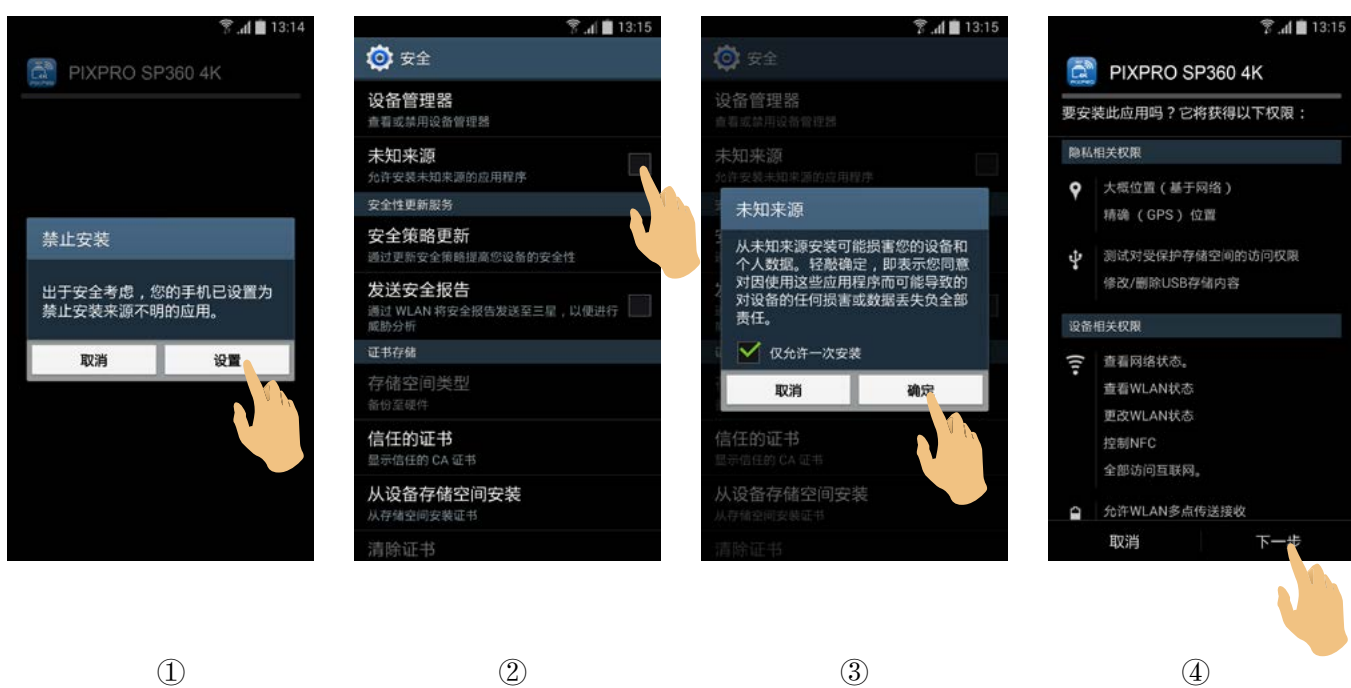 13:14
PIXPRO SP360 4K
禁止安装
出于安全考虑，您的手机已设置为
禁止安装来源不明的应用。
取消
设置
①
13:15
安全
设备管理器
查看或禁用设备管理器
未知来源
允许安装未知来源的应用程序
安全性更新服务
安全策略更新
通过更新安全策略提高您设备的安全性
发送安全报告
通过 WLAN 将安全报告发送至三星，以便进行
威胁分析
证书存储
存储空间类型
备份至硬件
信任的证书
显示信任的 CA 证书
从设备存储空间安装
从存储空间安装证书
清除证书
②
13:15
安全
设备管理器
查看或禁用设备管理器
未知来源
允许安装未知来源的应用程序
未知来源
从未知来源安装可能损害您的设备和
个人数据。轻敲确定，即表示您同意
对因使用这些应用程序而可能导致的
对设备的任何损害或数据丢失负全部
责任。
仅允许一次安装
取消
确定
信任的证书
显示信任的 CA 证书
从设备存储空间安装
从存储空间安装证书
清除证书
③
13:15
PIXPRO SP360 4K
要安装此应用吗？它将获得以下权限：
隐私相关权限
大概位置（基于网络）
精确 （GPS）位置
测试对受保护存储空间的访问权限
修改/删除USB存储内容
设备相关权限
查看网络状态。
查看WLAN状态
更改WLAN状态
控制NFC
全部访问互联网。
允许WLAN多点传送接收
取消
下一步
④